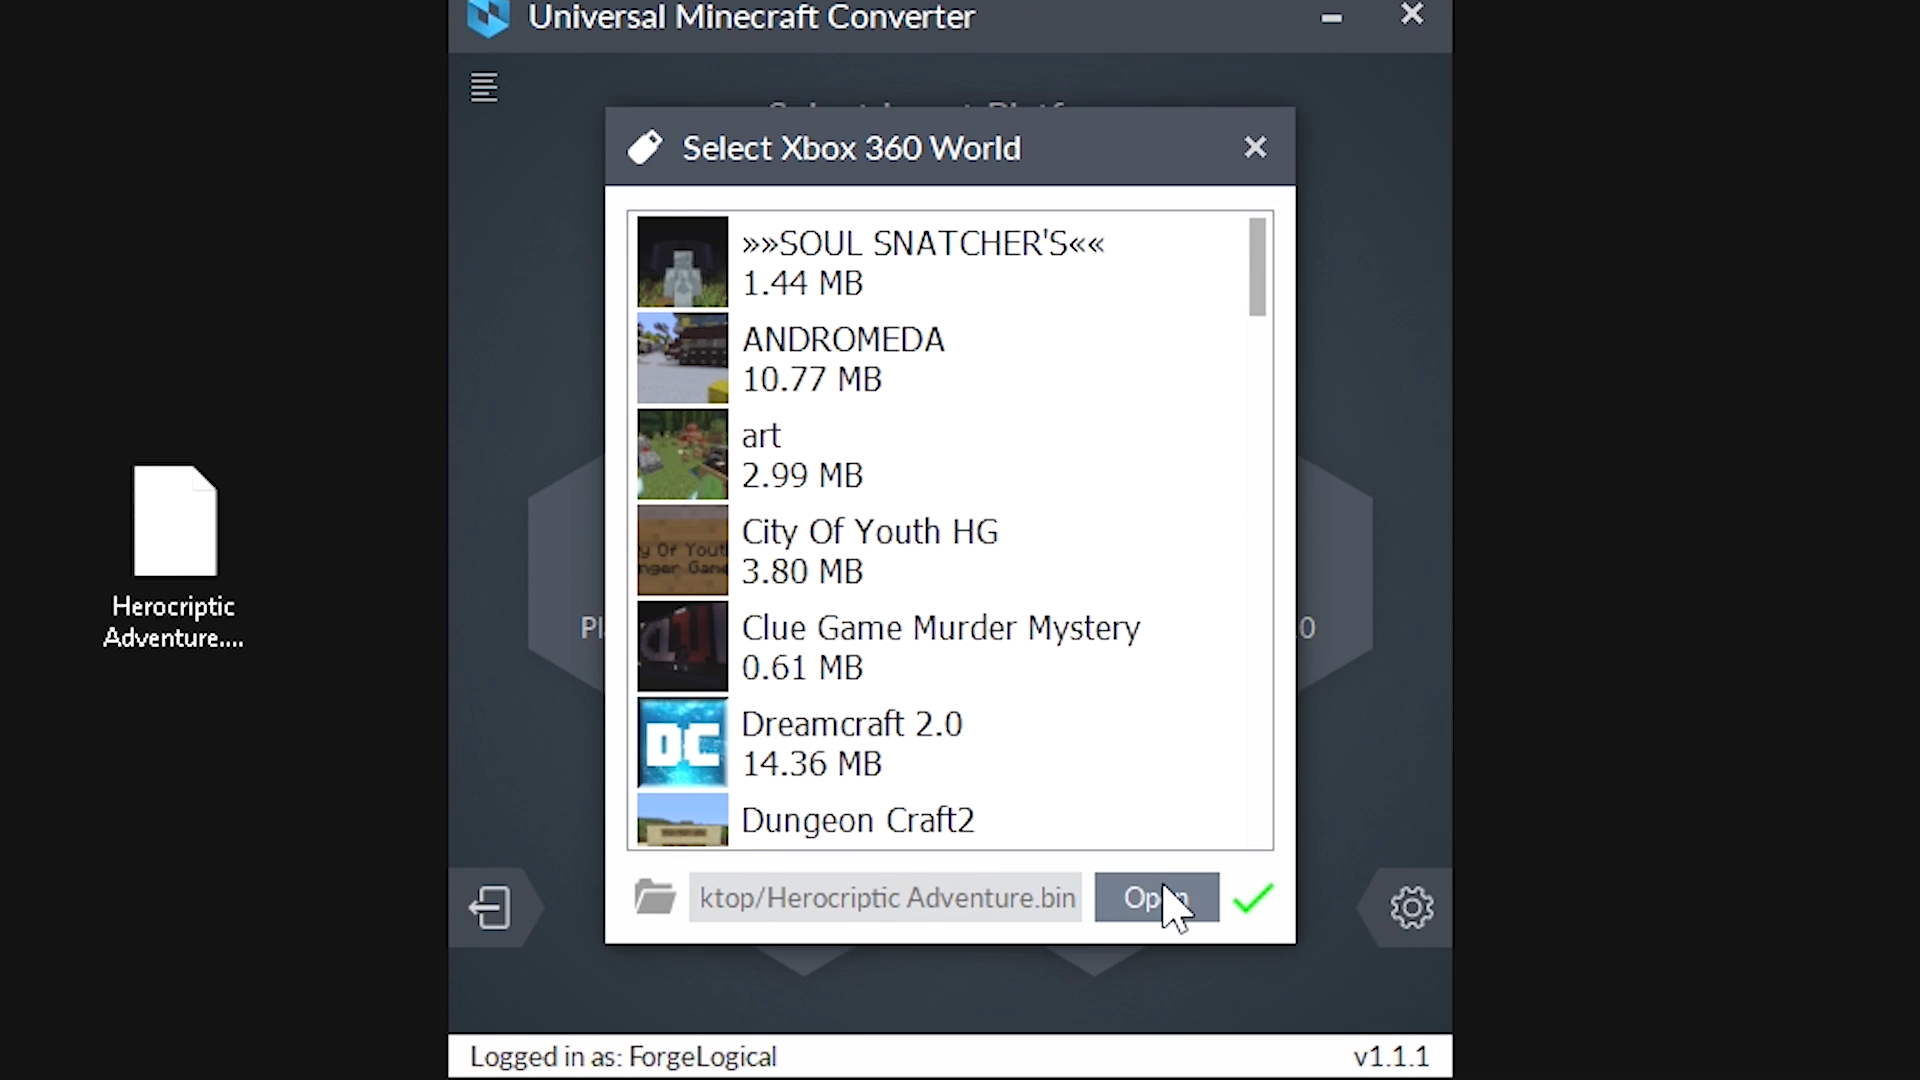 Universal Minecraft Converter
Select Xbox 360 World
»»SOUL SNATCHER'S««
1.44 MB
ANDROMEDA
10.77 MB
art
2.99 MB
City Of Youth HG
3.80 MB
Clue Game Murder Mystery
0.61 MB
DC
Dreamcraft 2.0
14.36 MB
Dungeon Craft2
Herocriptic
Adventure....
ktop/Herocriptic Adventure.bin
Open
Logged in as: ForgeLogical
v1.1.1